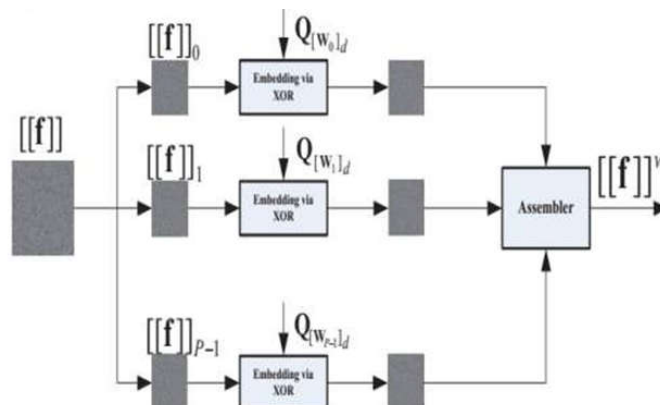 [[f]]
[[f]]₀
Q[W₀]d
Embedding via
XOR
[[f]]₁
Q[W₁]d
Embedding via
XOR
[[f]]P−1
Q[WP−1]d
Embedding via
XOR
Assembler
[[f]]